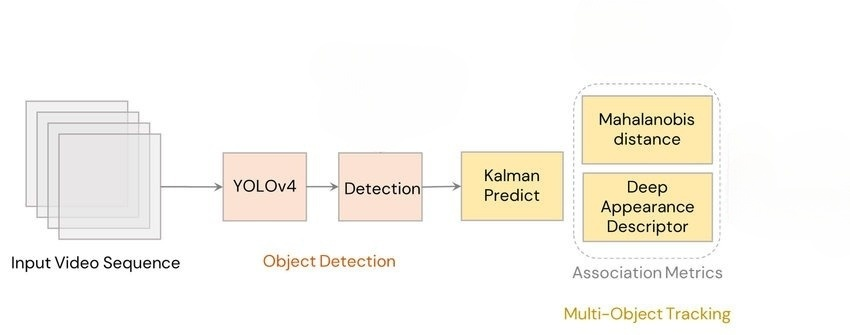 Mahalanobis
distance
YOLOv4
Detection
Kalman
Predict
Deep
Appearance
Descriptor
Input Video Sequence
Object Detection
Association Metrics
Multi-Object Tracking